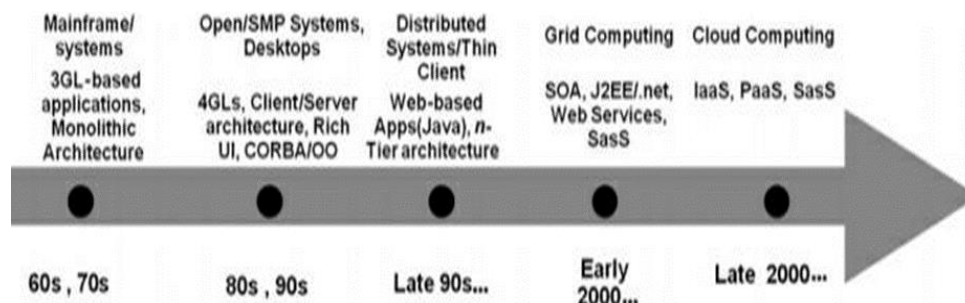 Mainframe/
systems
3GL-based
applications,
Monolithic
Architecture
Open/SMP Systems,
Desktops
4GLs, Client/Server
architecture, Rich
UI, CORBA/OO
Distributed
Systems/Thin
Client
Web-based
Apps(Java), n-
Tier architecture
Grid Computing
SOA, J2EE/.net,
Web Services,
SasS
Cloud Computing
IaaS, PaaS, SasS
60s , 70s
80s , 90s
Late 90s...
Early
2000...
Late 2000...